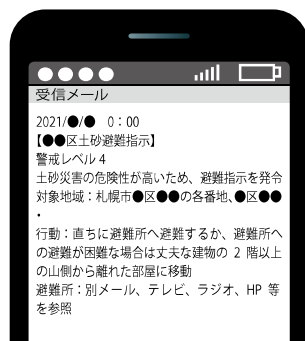 受信メール
2021/●/●　0：00
【●●区土砂避難指示】
警戒レベル 4
土砂災害の危険性が高いため、避難指示を発令
対象地域：札幌市●区●●の各番地、●区●●
・
行動：直ちに避難所へ避難するか、避難所へ
の避難が困難な場合は丈夫な建物の 2 階以上
の山側から離れた部屋に移動
避難所：別メール、テレビ、ラジオ、HP 等
を参照